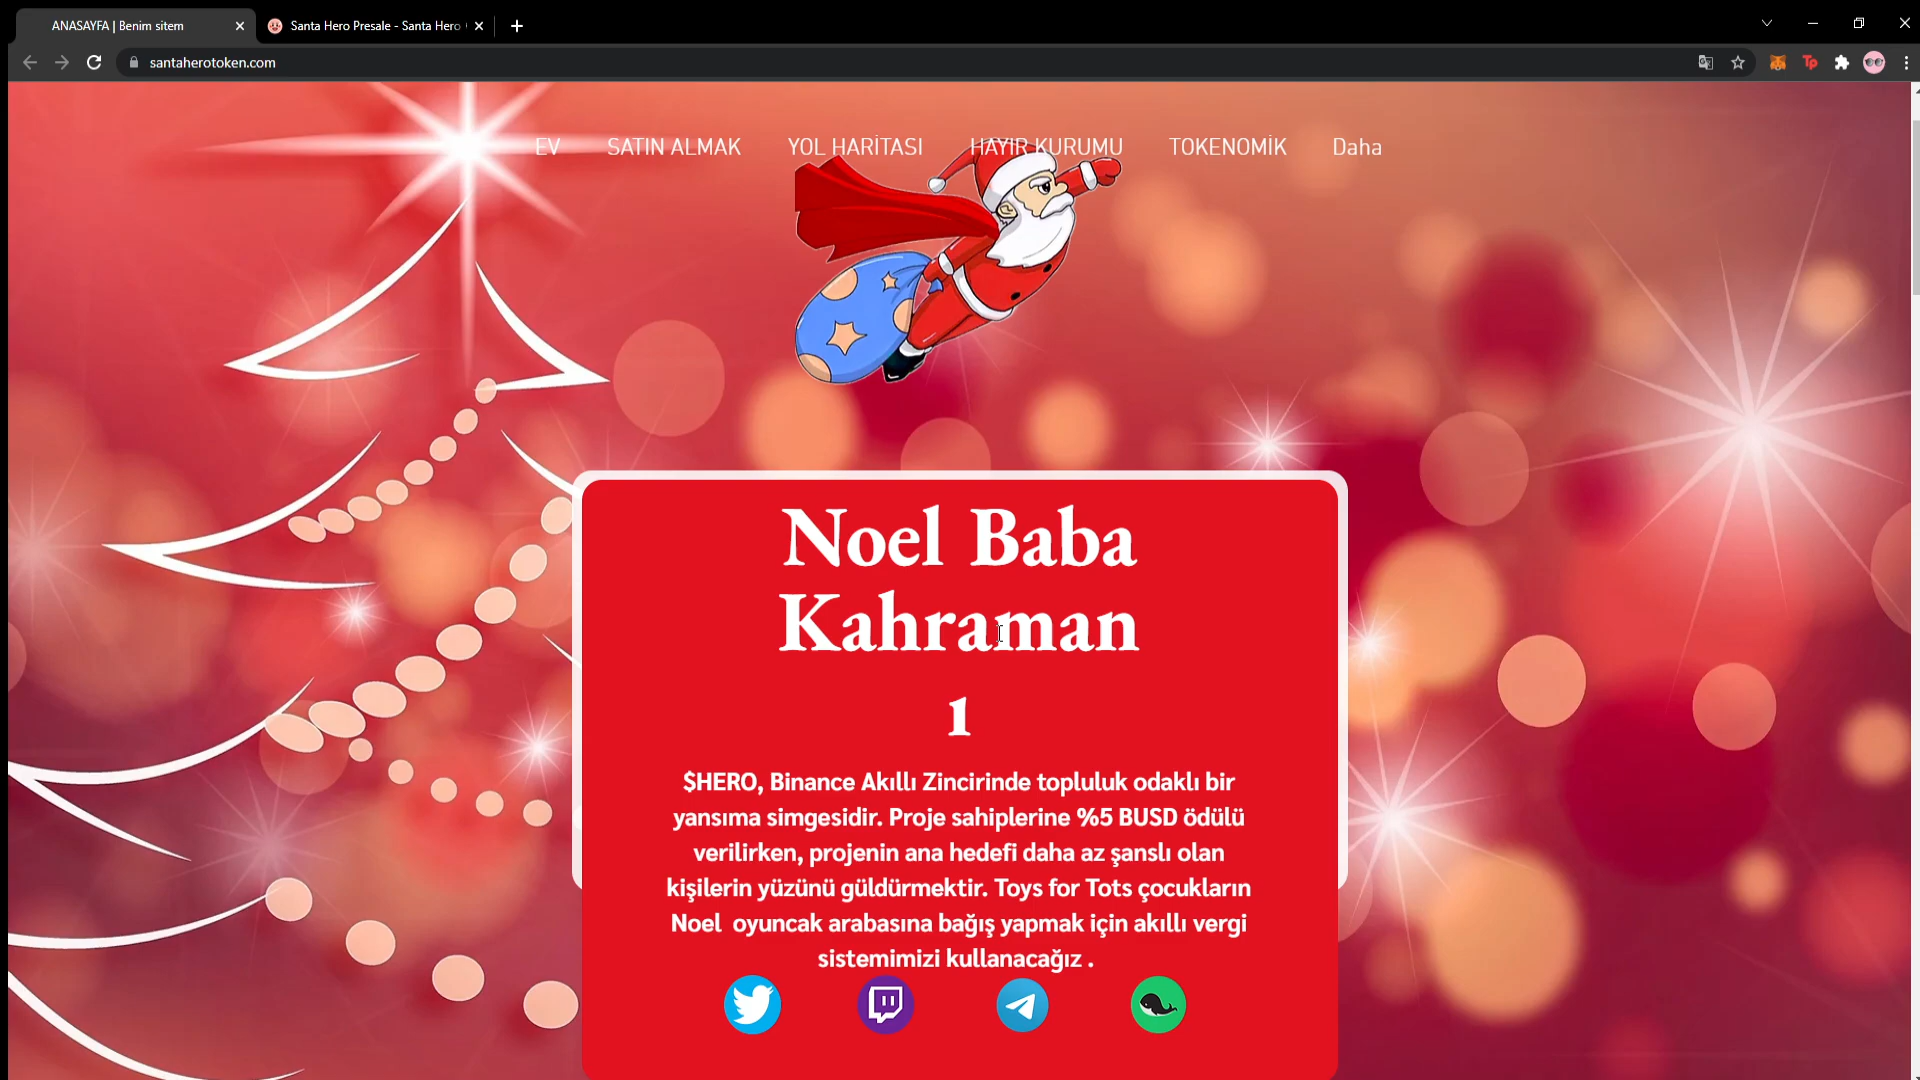 ANASAYFA | Benim sitem
Santa Hero Presale - Santa Hero
santaherotoken.com
EV SATIN ALMAK YOL HARİTASI HAYIR KURUMU TOKENOMİK Daha
Noel Baba
Kahraman
1
$HERO, Binance Akıllı Zincirinde topluluk odaklı bir
yansıma simgesidir. Proje sahiplerine %5 BUSD ödülü
verilirken, projenin ana hedefi daha az şanslı olan
kişilerin yüzünü güldürmektir. Toys for Tots çocukların
Noel oyuncak arabasına bağış yapmak için akıllı vergi
sistemimizi kullanacağız .